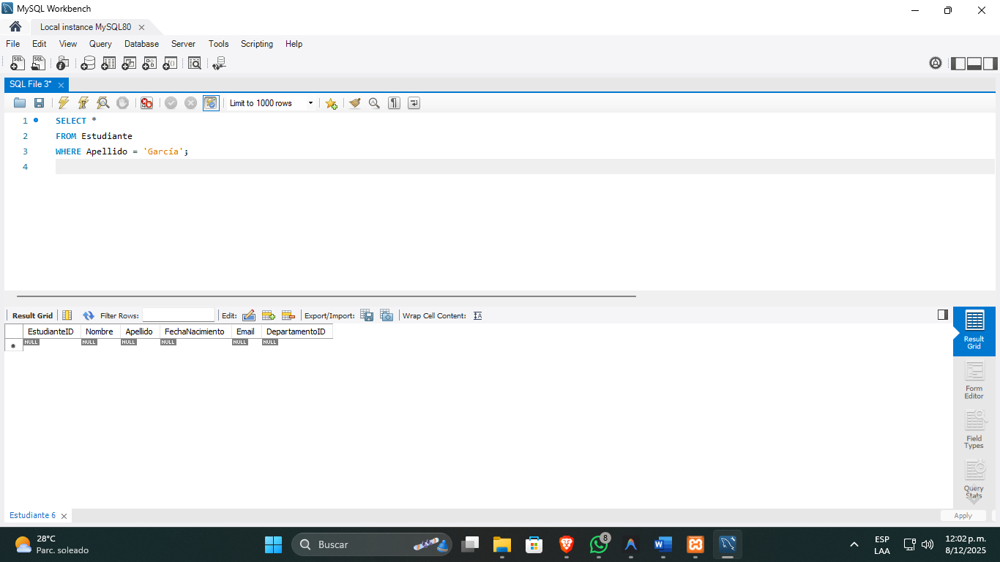 MySQL Workbench
Local instance MySQL80
File Edit View Query Database Server Tools Scripting Help
SQL File 3*
Limit to 1000 rows
1 SELECT *
2 FROM Estudiante
3 WHERE Apellido = 'García';
4
Result Grid Filter Rows: Edit: Export/Import: Wrap Cell Content:
EstudianteID Nombre Apellido FechaNacimiento Email DepartamentoID
NULL NULL NULL NULL NULL NULL
Result
Grid
Form
Editor
Field
Types
Query
Stats
Estudiante 6
Apply
28°C
Parc. soleado
Buscar
8
ESP
LAA
12:02 p.m.
8/12/2025